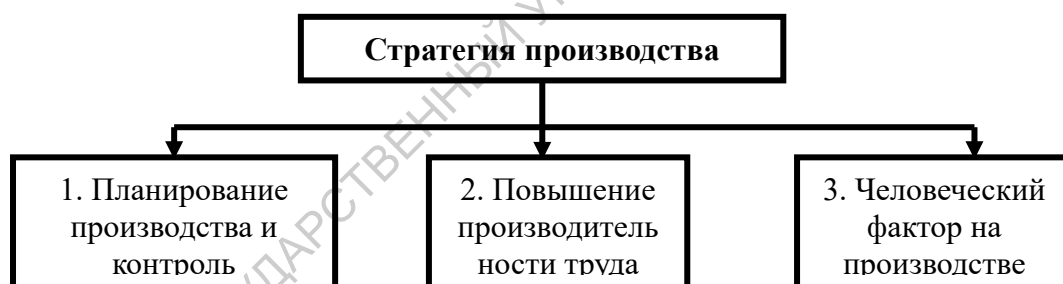 Стратегия производства
1. Планирование
производства и
контроль
2. Повышение
производитель
ности труда
3. Человеческий
фактор на
производстве